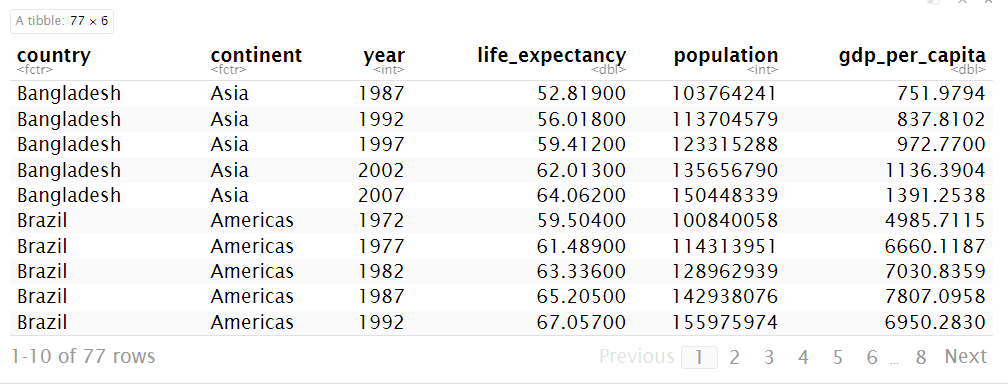 A tibble: 77 × 6
country continent year life_expectancy population gdp_per_capita
<fctr> <fctr> <int> <dbl> <int> <dbl>
Bangladesh Asia 1987 52.81900 103764241 751.9794
Bangladesh Asia 1992 56.01800 113704579 837.8102
Bangladesh Asia 1997 59.41200 123315288 972.7700
Bangladesh Asia 2002 62.01300 135656790 1136.3904
Bangladesh Asia 2007 64.06200 150448339 1391.2538
Brazil Americas 1972 59.50400 100840058 4985.7115
Brazil Americas 1977 61.48900 114313951 6660.1187
Brazil Americas 1982 63.33600 128962939 7030.8359
Brazil Americas 1987 65.20500 142938076 7807.0958
Brazil Americas 1992 67.05700 155975974 6950.2830
1-10 of 77 rows Previous 1 2 3 4 5 6 ... 8 Next